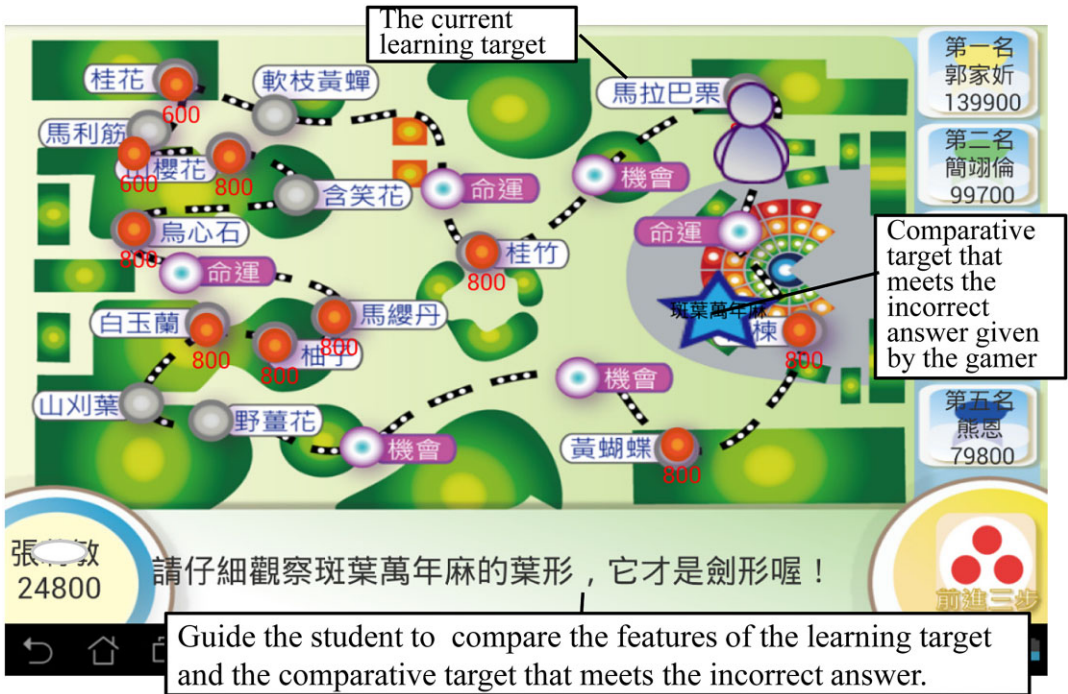 The current
learning target
第一名
郭家妡
139900
桂花
軟枝黃蟬
馬拉巴栗
600
馬利筋
第二名
簡翊倫
99700
櫻花
600
800
含笑花
命運
機會
烏心石
800
命運
桂竹
800
命運
Comparative
target that
meets the
incorrect
answer given
by the gamer
斑葉萬年麻
楝
800
白玉蘭
800
柚子
800
馬纓丹
800
機會
山刈葉
野薑花
機會
黃蝴蝶
800
第五名
熊恩
79800
張 敏
24800
請仔細觀察斑葉萬年麻的葉形,它才是劍形喔!
前進三步
Guide the student to compare the features of the learning target
and the comparative target that meets the incorrect answer.